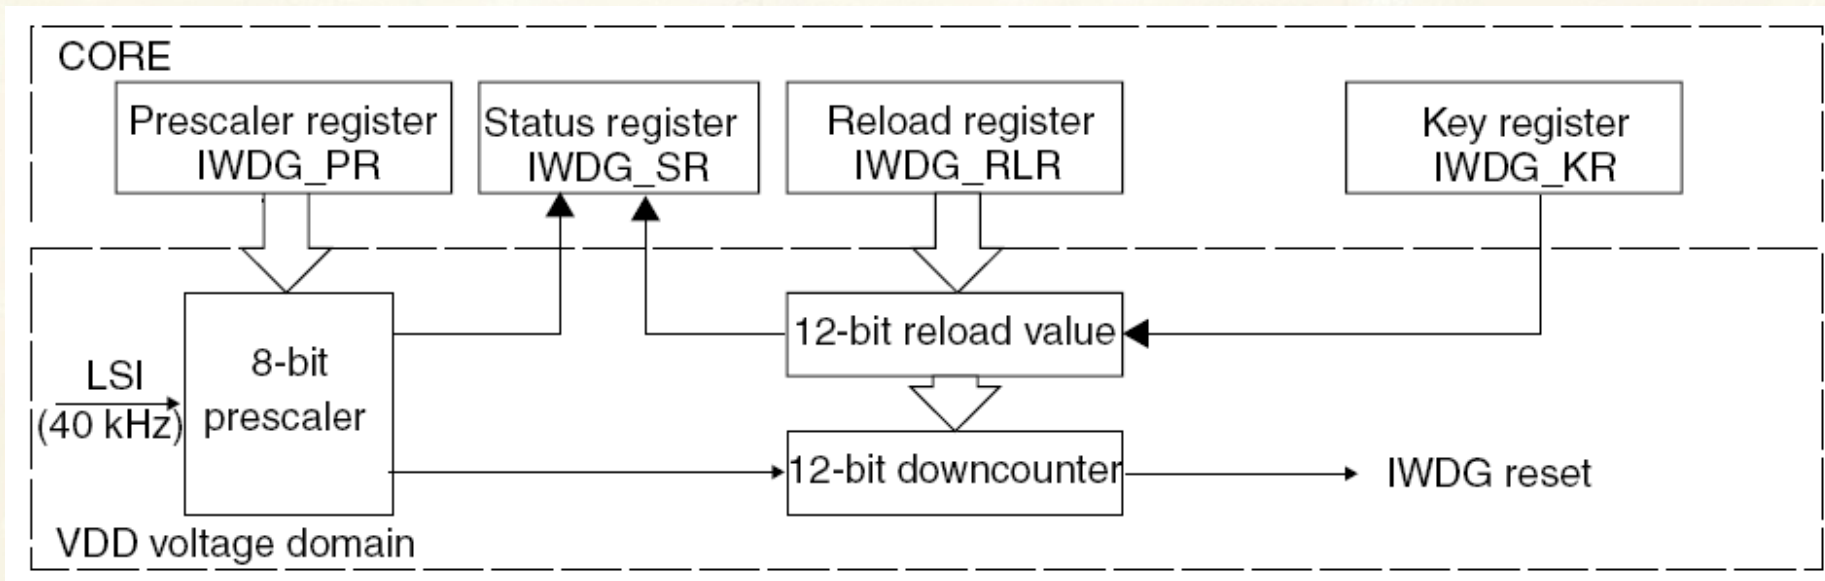 CORE
Prescaler register
IWDG_PR
Status register
IWDG_SR
Reload register
IWDG_RLR
Key register
IWDG_KR
LSI
(40 kHz)
8-bit
prescaler
12-bit reload value
12-bit downcounter
IWDG reset
VDD voltage domain